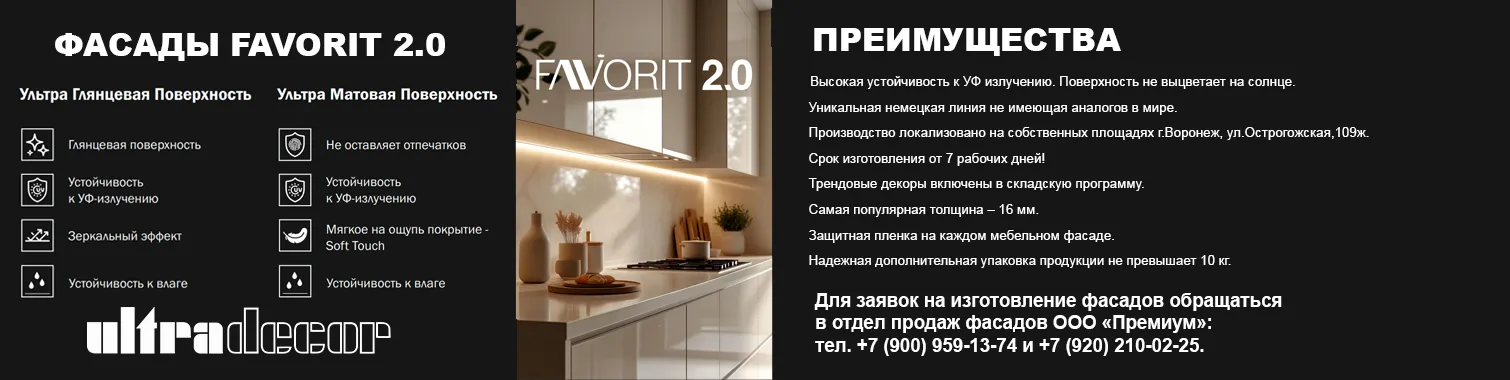 ФАСАДЫ FAVORIT 2.0
Ультра Глянцевая Поверхность
Глянцевая поверхность
Устойчивость
к УФ-излучению
Зеркальный эффект
Устойчивость к влаге
Ультра Матовая Поверхность
Не оставляет отпечатков
Устойчивость
к УФ-излучению
Мягкое на ощупь покрытие -
Soft Touch
Устойчивость к влаге
ultradecor
FAVORIT 2.0
ПРЕИМУЩЕСТВА
Высокая устойчивость к УФ излучению. Поверхность не выцветает на солнце.
Уникальная немецкая линия не имеющая аналогов в мире.
Производство локализовано на собственных площадях г.Воронеж, ул.Острогожская,109ж.
Срок изготовления от 7 рабочих дней!
Трендовые декоры включены в складскую программу.
Самая популярная толщина – 16 мм.
Защитная пленка на каждом мебельном фасаде.
Надежная дополнительная упаковка продукции не превышает 10 кг.
Для заявок на изготовление фасадов обращаться
в отдел продаж фасадов ООО «Премиум»:
тел. +7 (900) 959-13-74 и +7 (920) 210-02-25.